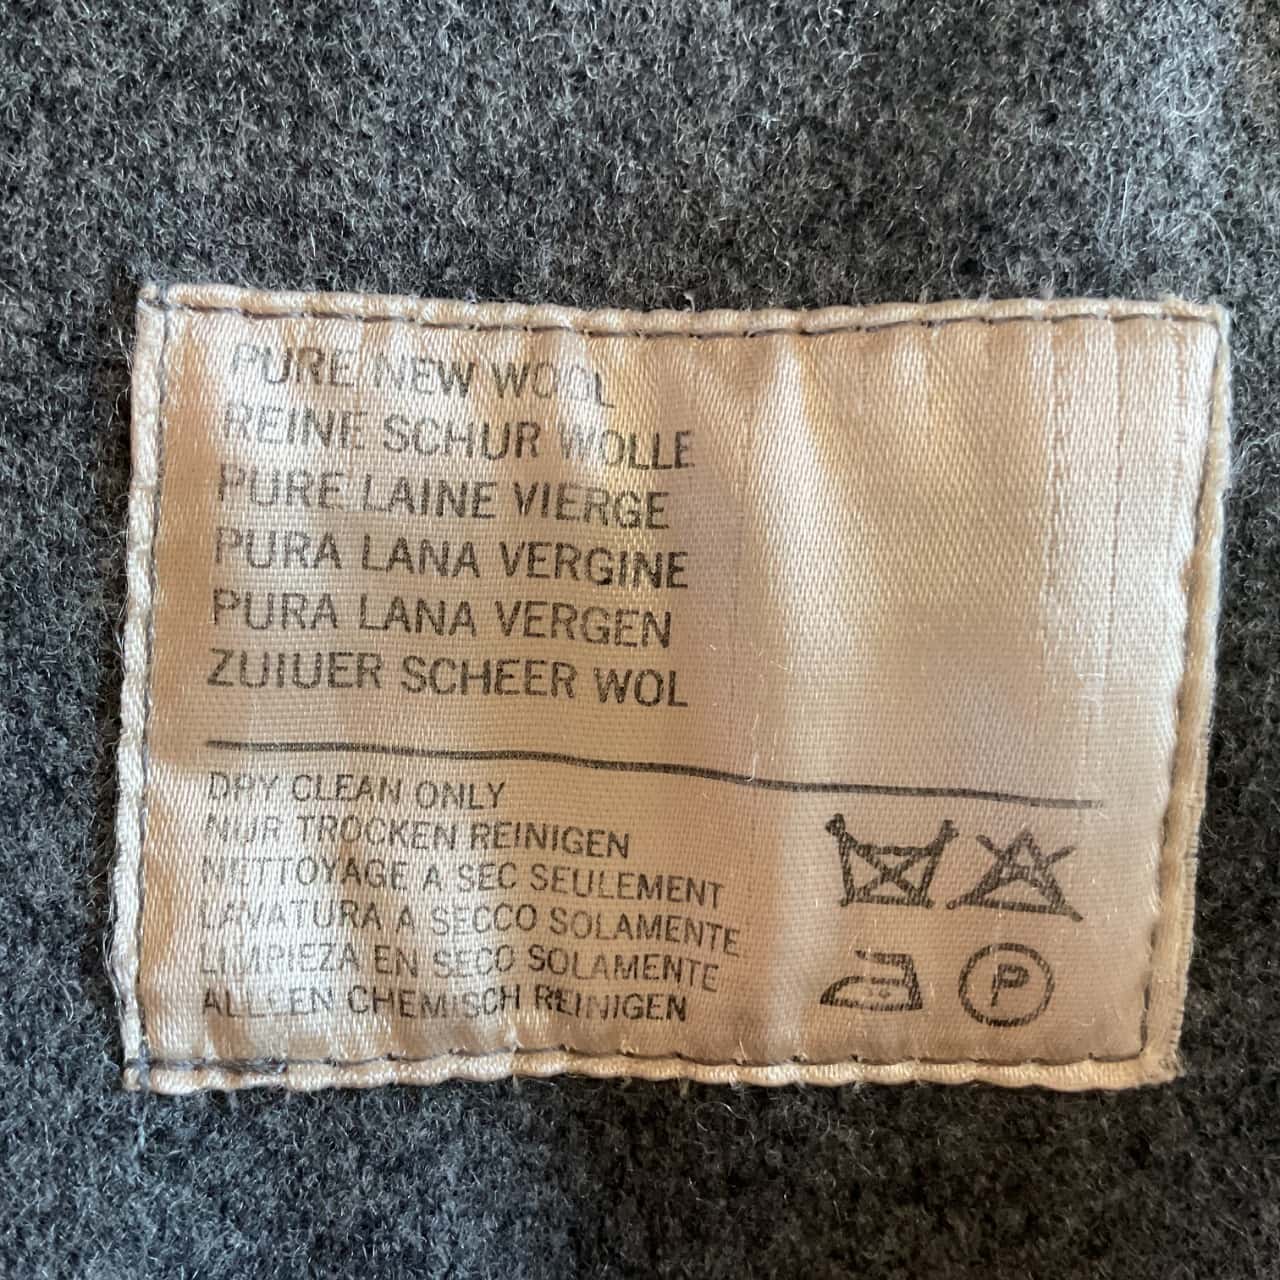 PURE NEW WOOL
REINE SCHUR WOLLE
PURE LAINE VIERGE
PURA LANA VERGINE
PURA LANA VERGEN
ZUIUER SCHEER WOL
DRY CLEAN ONLY
NUR TROCKEN REINIGEN
NETTOYAGE A SEC SEULEMENT
LAVATURA A SECCO SOLAMENTE
LIMPIEZA EN SECO SOLAMENTE
ALLEEN CHEMISCH REINIGEN
P